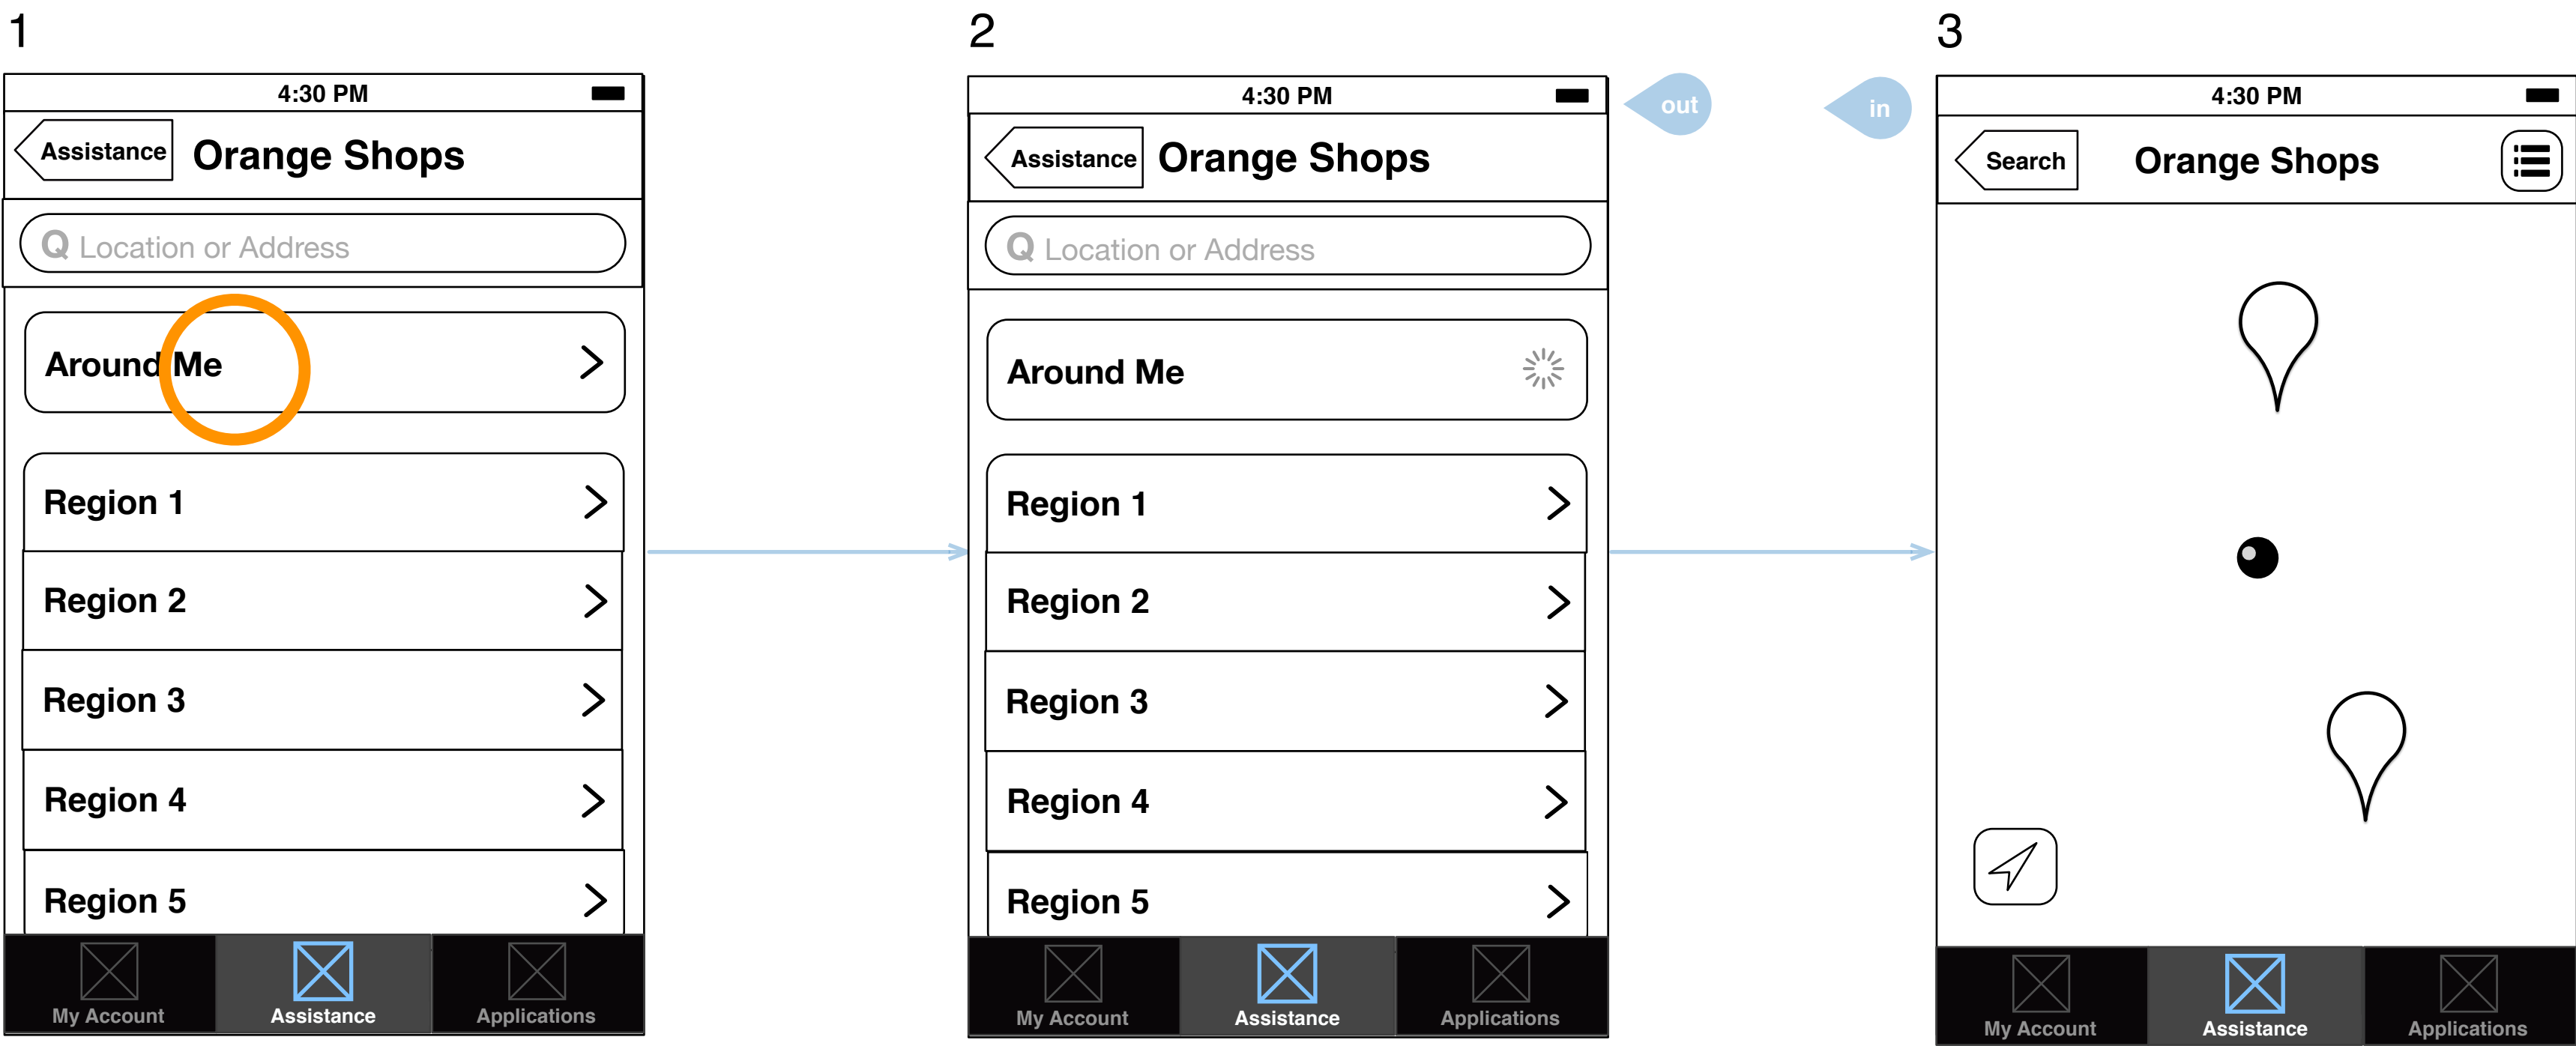 1
4:30 PM
Assistance
Orange Shops
Location or Address
Around Me
Region 1
Region 2
Region 3
Region 4
Region 5
My Account
Assistance
Applications
2
out
4:30 PM
Assistance
Orange Shops
Location or Address
Around Me
Region 1
Region 2
Region 3
Region 4
Region 5
My Account
Assistance
Applications
3
in
4:30 PM
Search
Orange Shops
My Account
Assistance
Applications